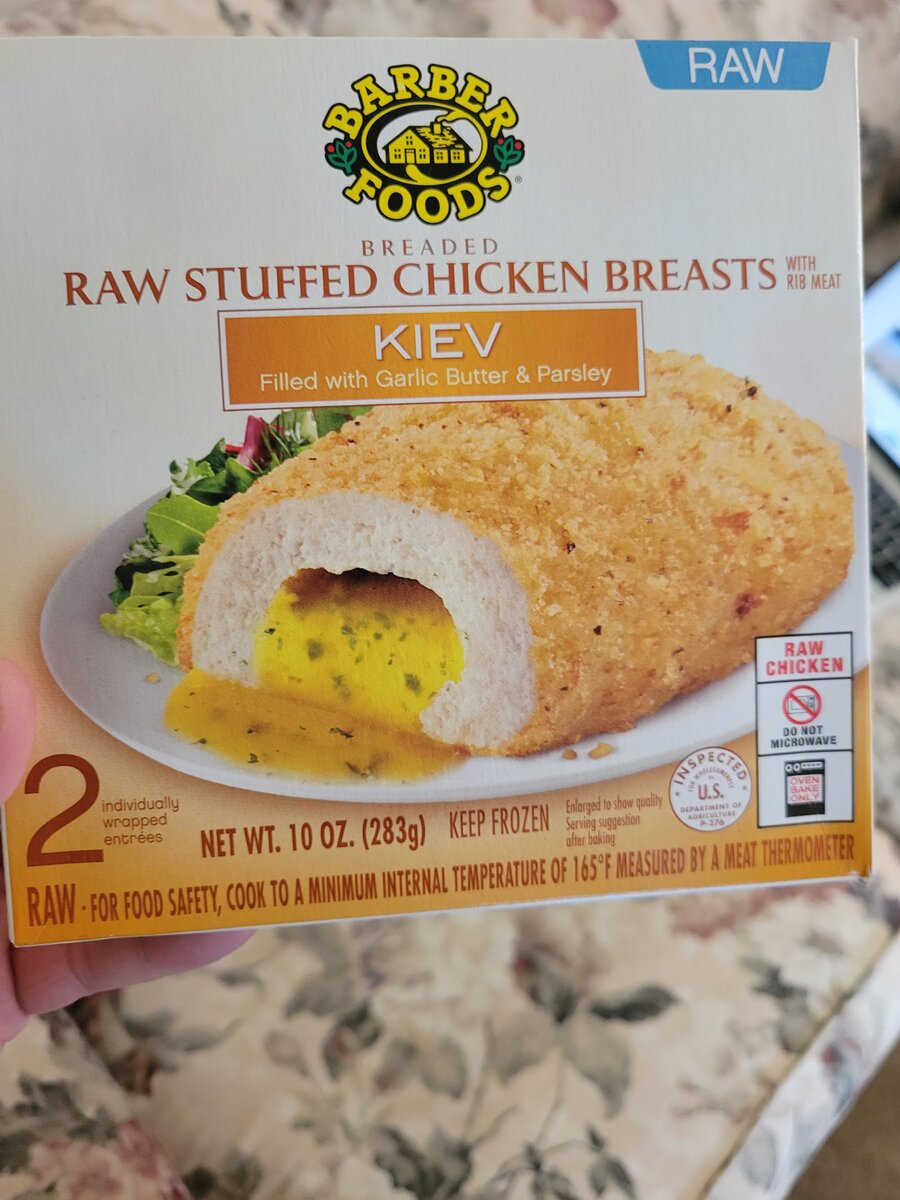 RAW
BARBER
FOODS®
BREADED
RAW STUFFED CHICKEN BREASTS WITH RIB MEAT
KIEV
Filled with Garlic Butter & Parsley
RAW
CHICKEN
DO NOT
MICROWAVE
OVEN
BAKE
ONLY
INSPECTED
FOR WHOLESOMENESS
BY
U.S.
DEPARTMENT OF
AGRICULTURE
P-276
2 individually
wrapped
entrées
NET WT. 10 OZ. (283g)
KEEP FROZEN
Enlarged to show quality
Serving suggestion
after baking
RAW - FOR FOOD SAFETY, COOK TO A MINIMUM INTERNAL TEMPERATURE OF 165°F MEASURED BY A MEAT THERMOMETER